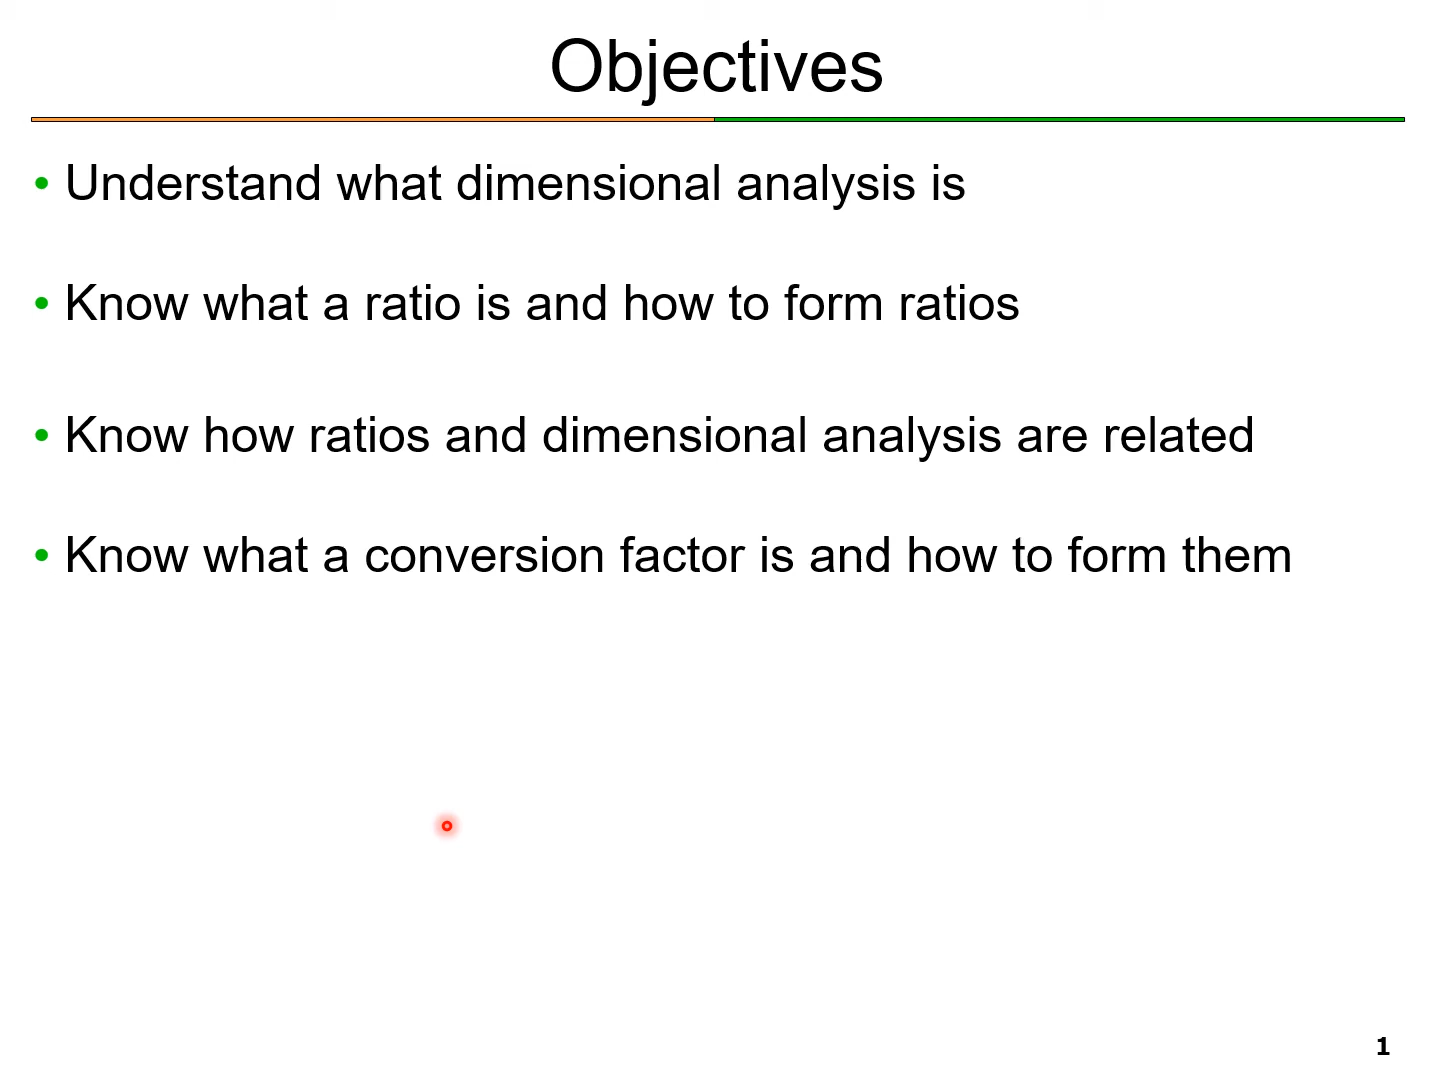 Objectives
• Understand what dimensional analysis is
• Know what a ratio is and how to form ratios
• Know how ratios and dimensional analysis are related
• Know what a conversion factor is and how to form them
1